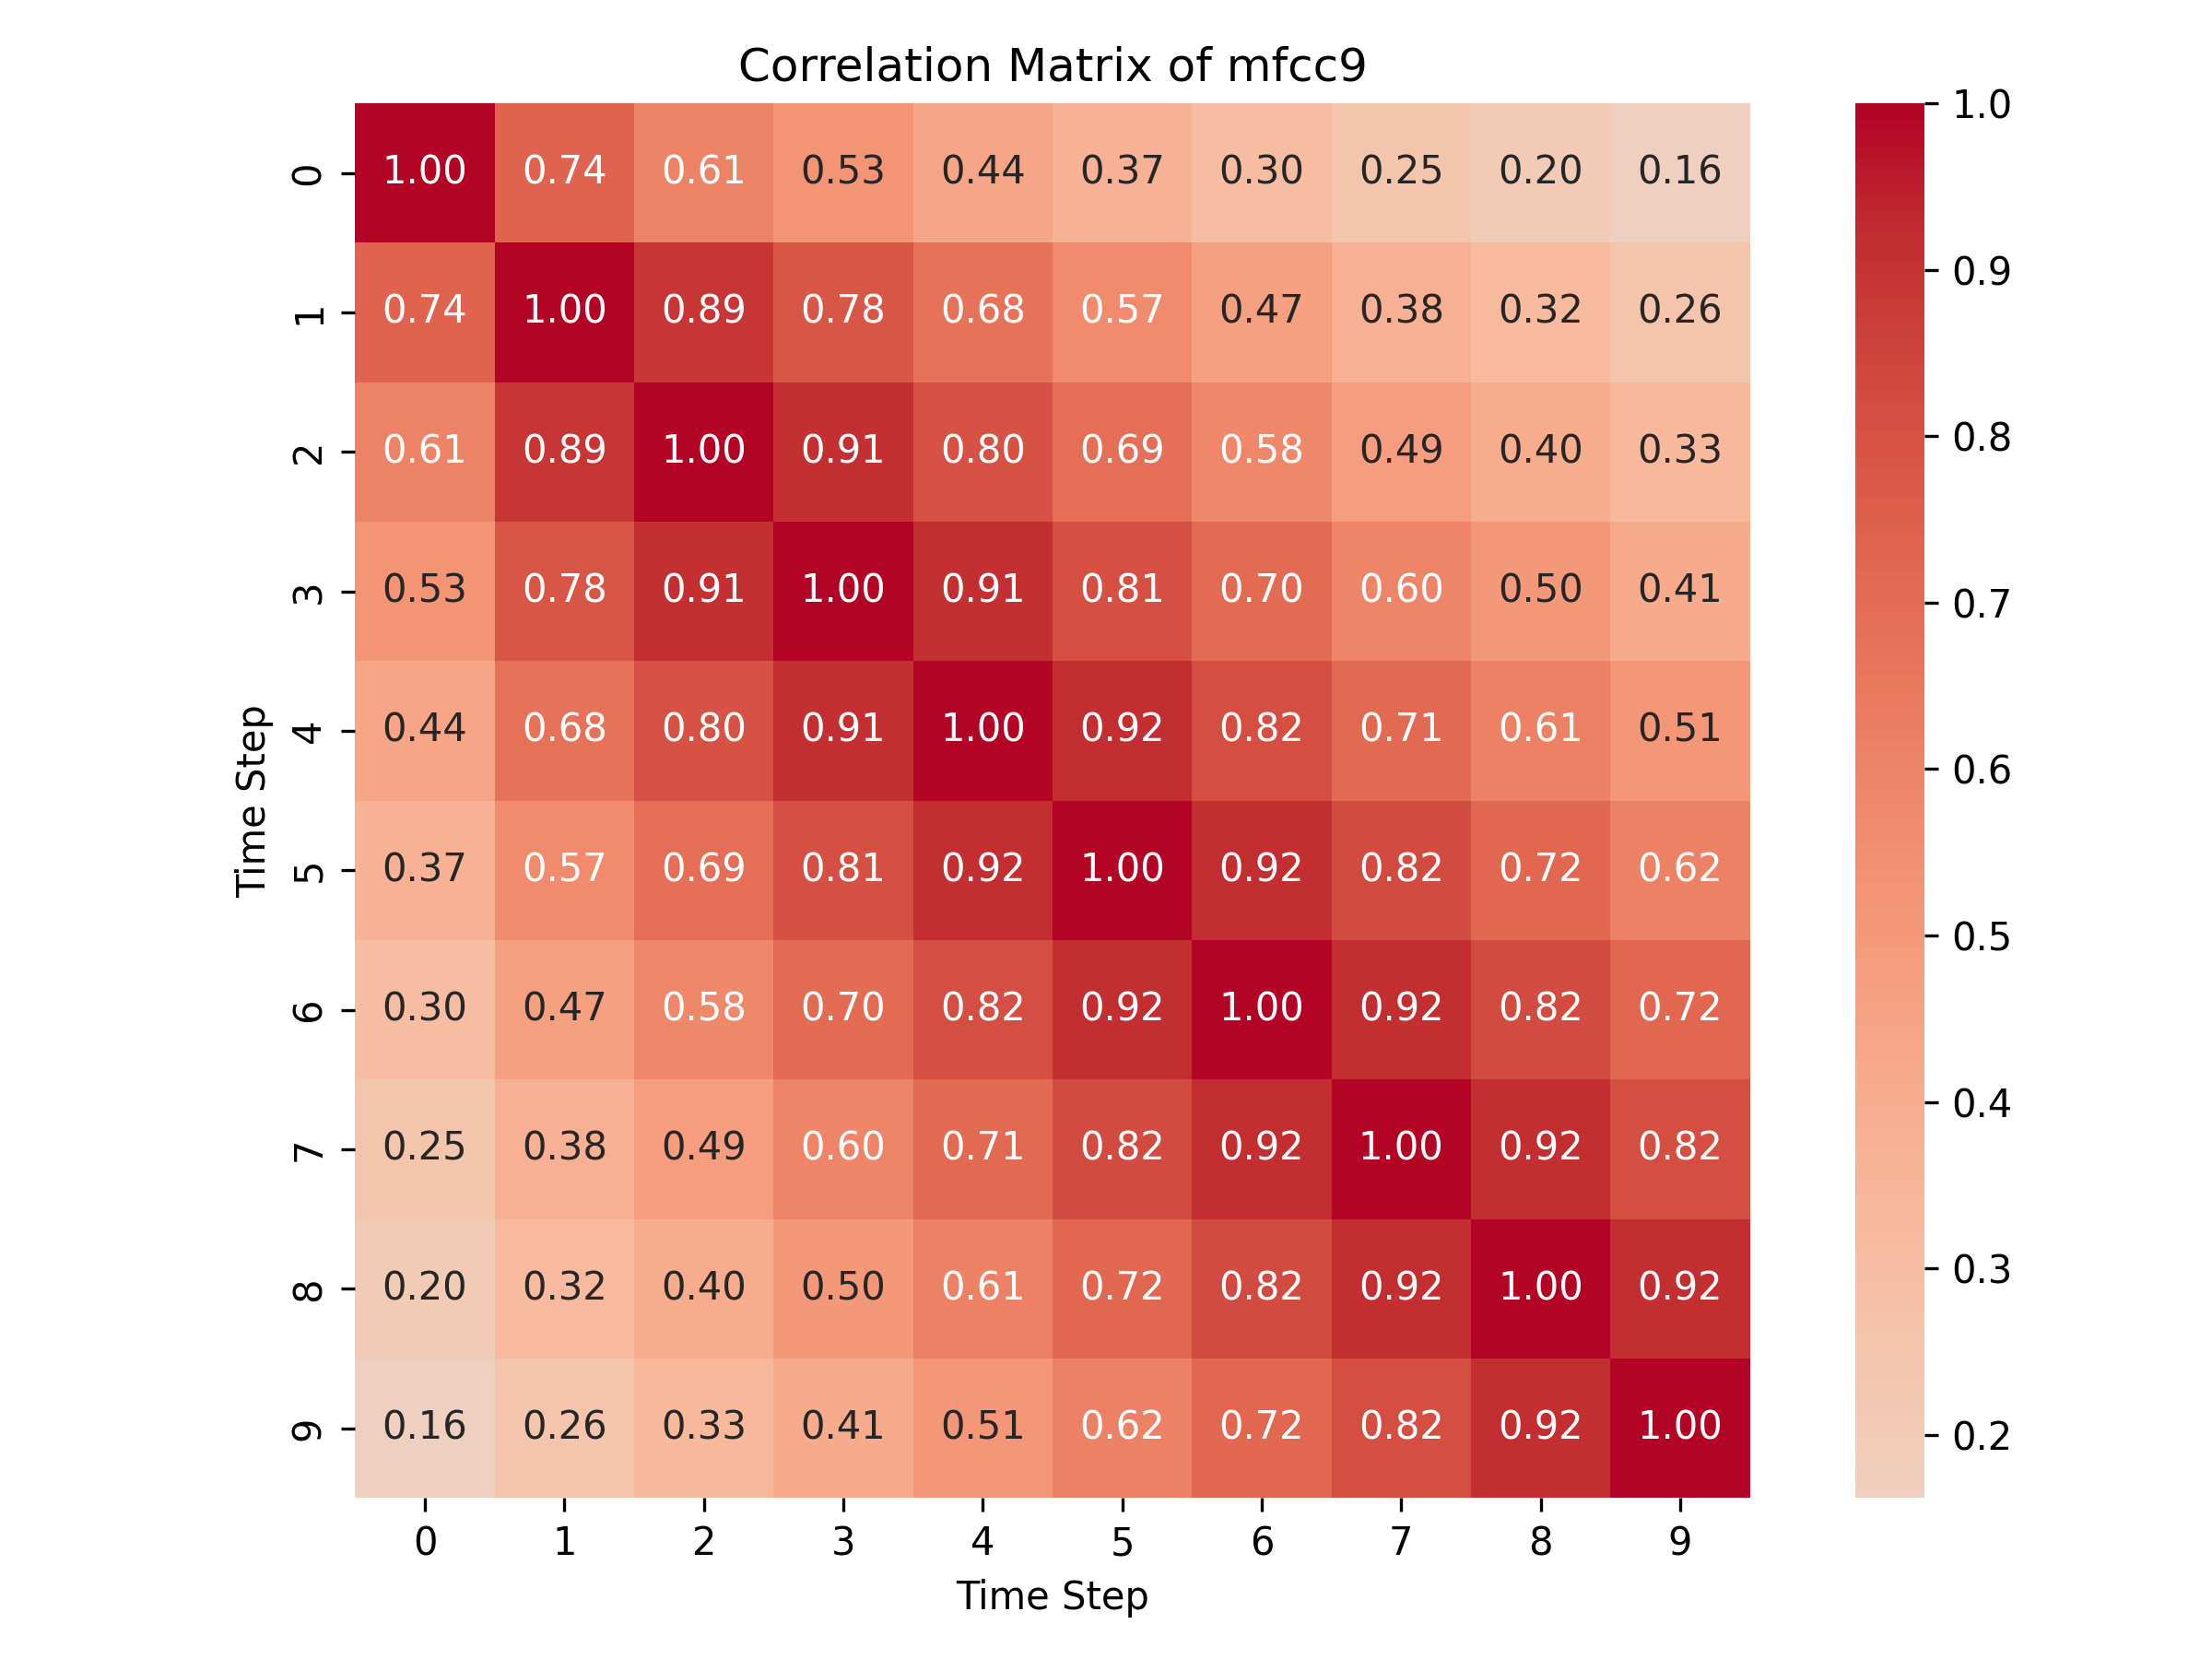 Correlation Matrix of mfcc9
0 1.00 0.74 0.61 0.53 0.44 0.37 0.30 0.25 0.20 0.16
1 0.74 1.00 0.89 0.78 0.68 0.57 0.47 0.38 0.32 0.26
2 0.61 0.89 1.00 0.91 0.80 0.69 0.58 0.49 0.40 0.33
3 0.53 0.78 0.91 1.00 0.91 0.81 0.70 0.60 0.50 0.41
4 0.44 0.68 0.80 0.91 1.00 0.92 0.82 0.71 0.61 0.51
5 0.37 0.57 0.69 0.81 0.92 1.00 0.92 0.82 0.72 0.62
6 0.30 0.47 0.58 0.70 0.82 0.92 1.00 0.92 0.82 0.72
7 0.25 0.38 0.49 0.60 0.71 0.82 0.92 1.00 0.92 0.82
8 0.20 0.32 0.40 0.50 0.61 0.72 0.82 0.92 1.00 0.92
9 0.16 0.26 0.33 0.41 0.51 0.62 0.72 0.82 0.92 1.00
0 1 2 3 4 5 6 7 8 9
Time Step
Time Step
1.0
0.9
0.8
0.7
0.6
0.5
0.4
0.3
0.2